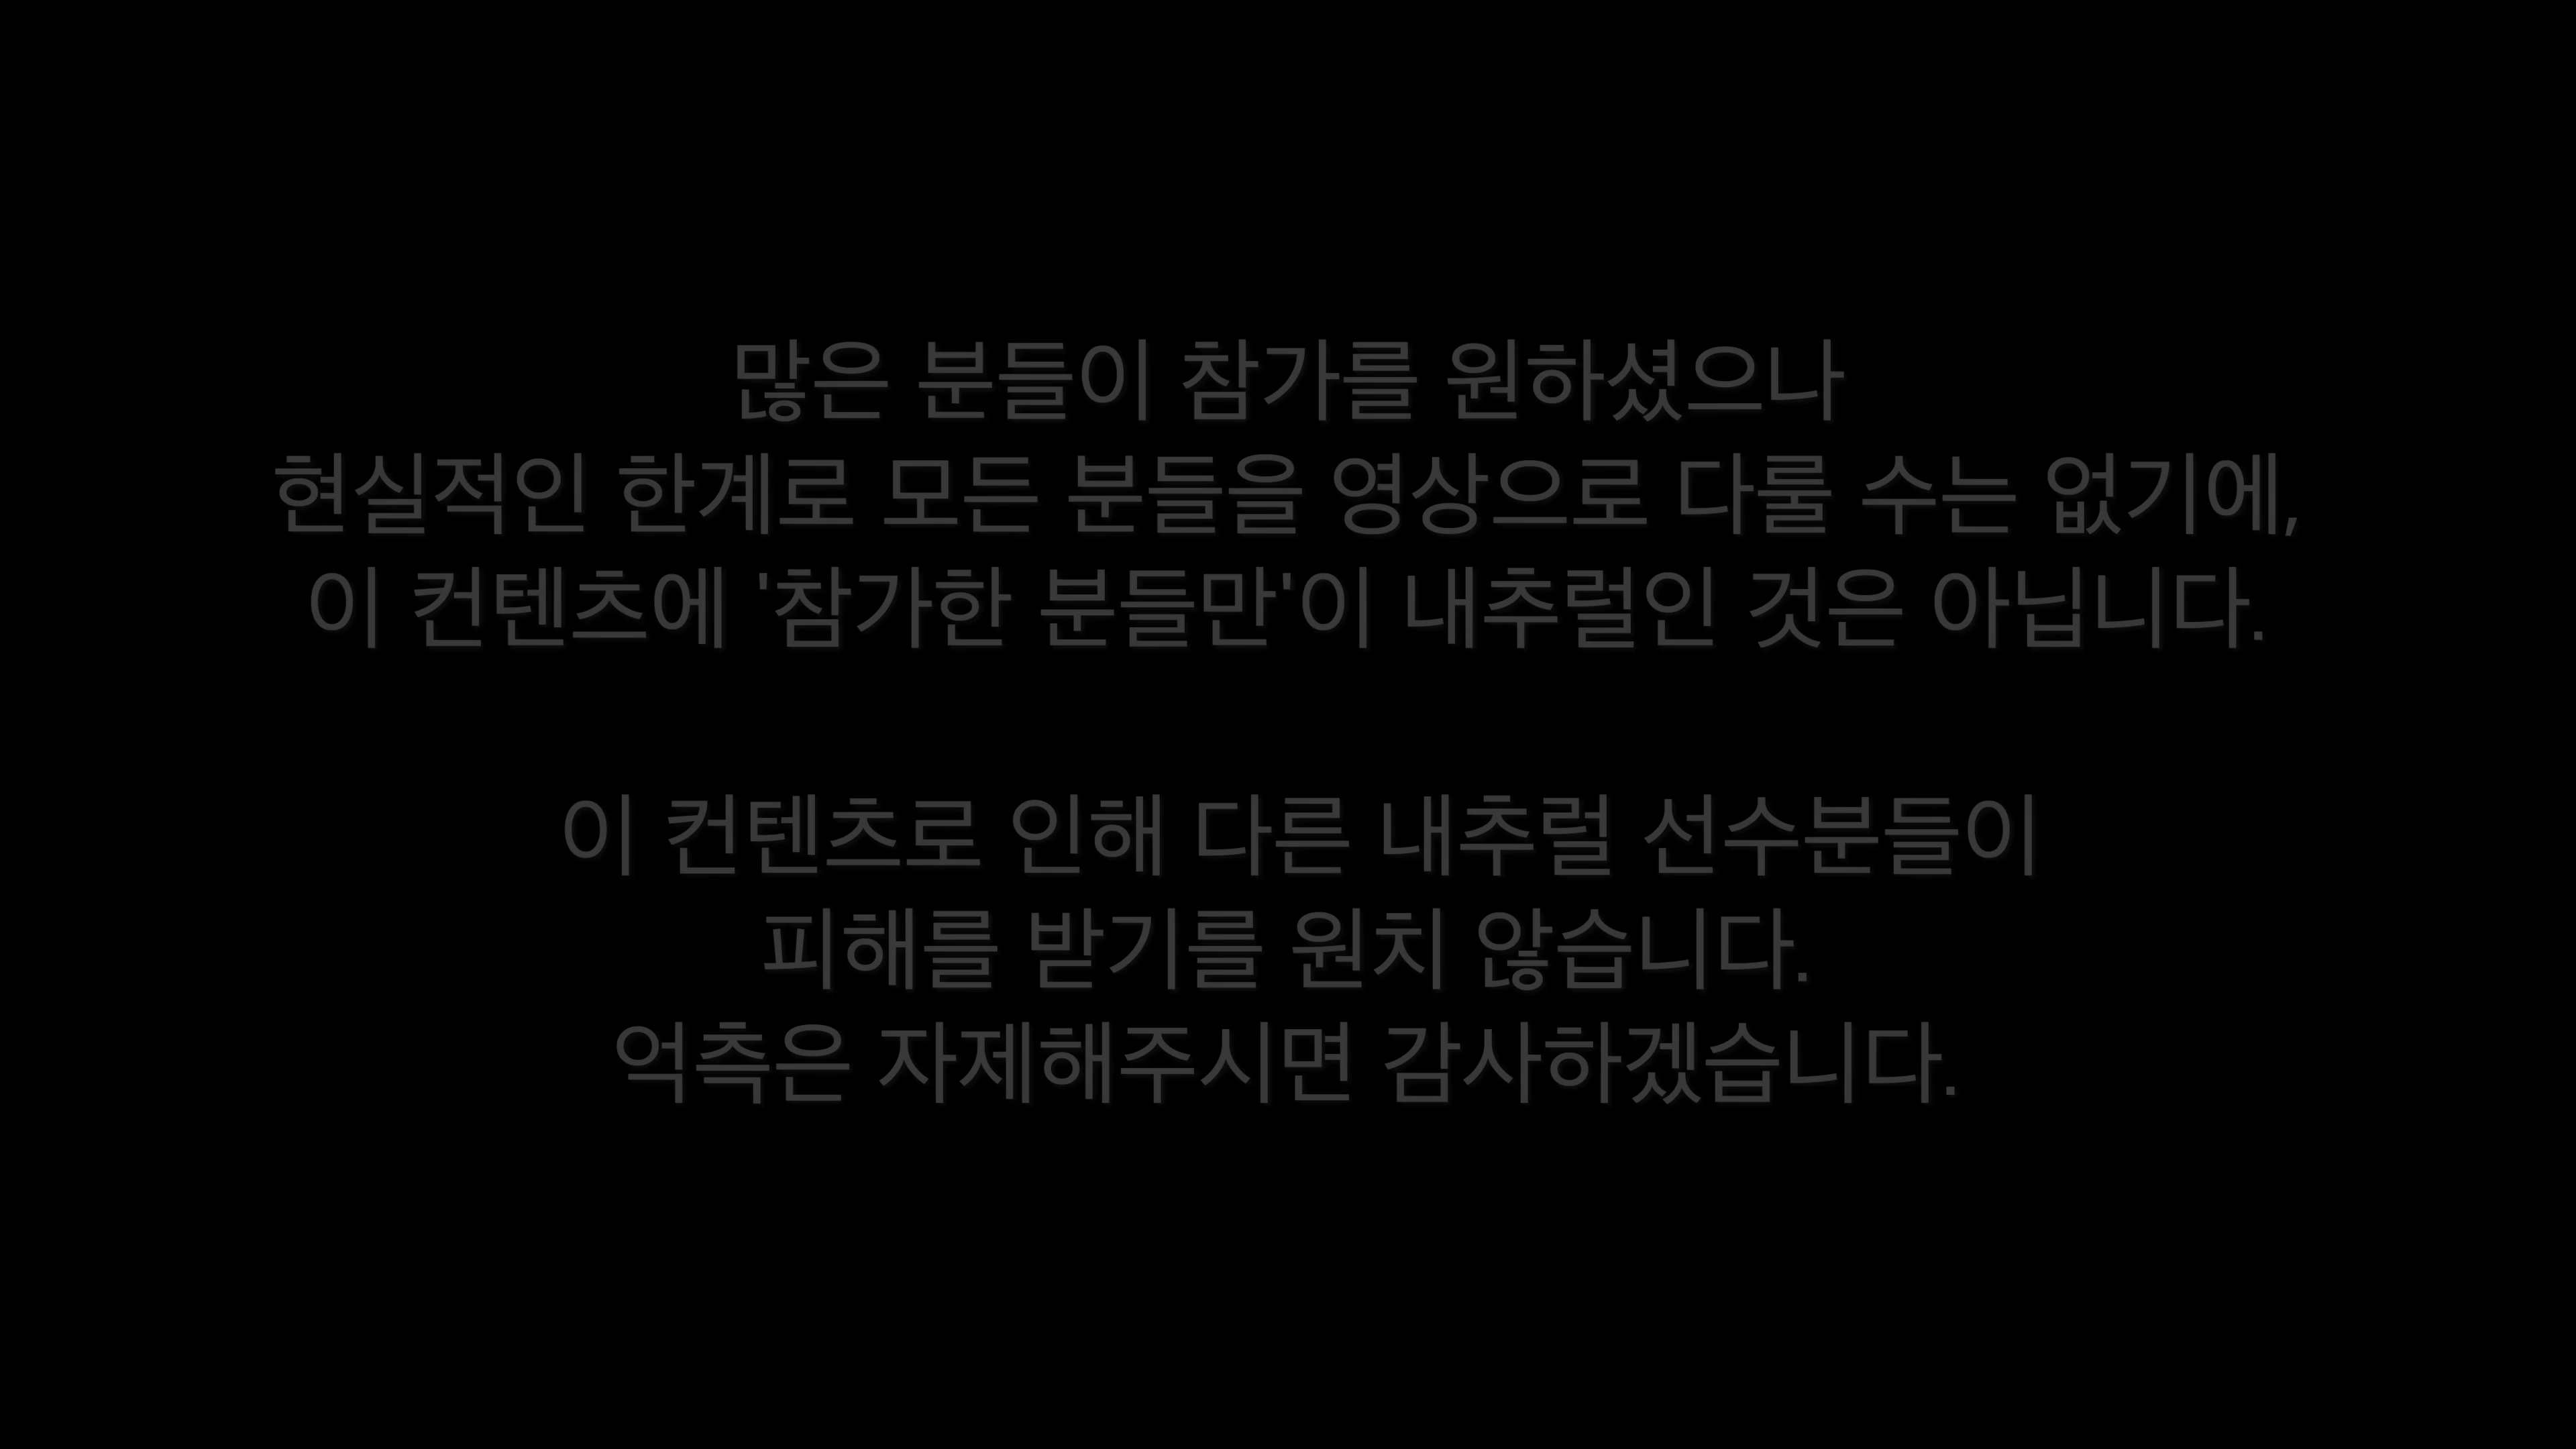 많은 분들이 참가를 원하셨으나
현실적인 한계로 모든 분들을 영상으로 다룰 수는 없기에,
이 컨텐츠에 '참가한 분들만'이 내추럴인 것은 아닙니다.
이 컨텐츠로 인해 다른 내추럴 선수분들이
피해를 받기를 원치 않습니다.
억측은 자제해주시면 감사하겠습니다.